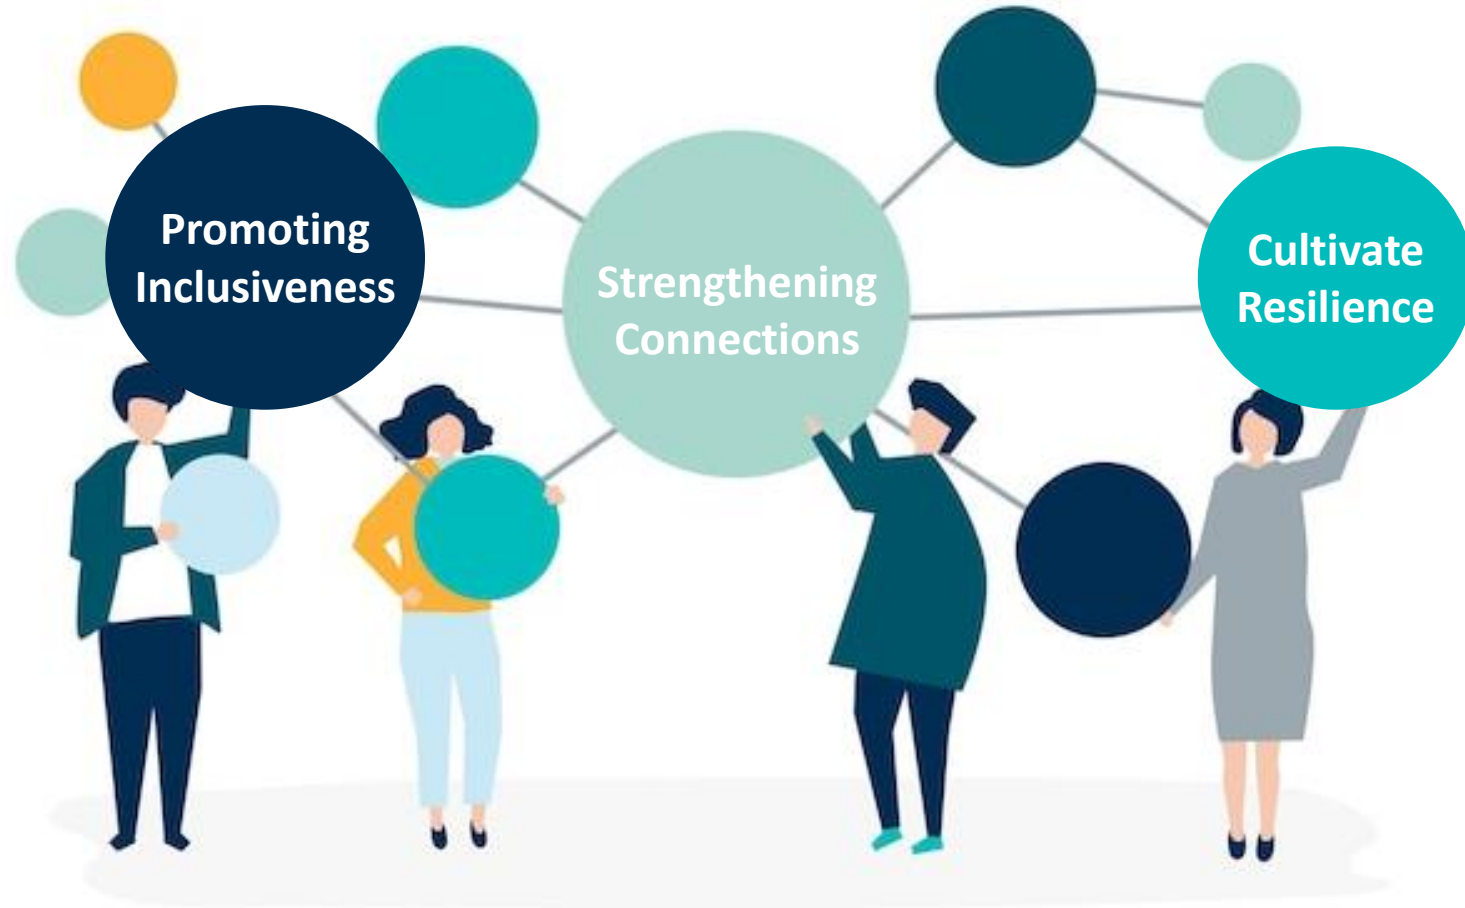 Promoting
Inclusiveness
Strengthening
Connections
Cultivate
Resilience